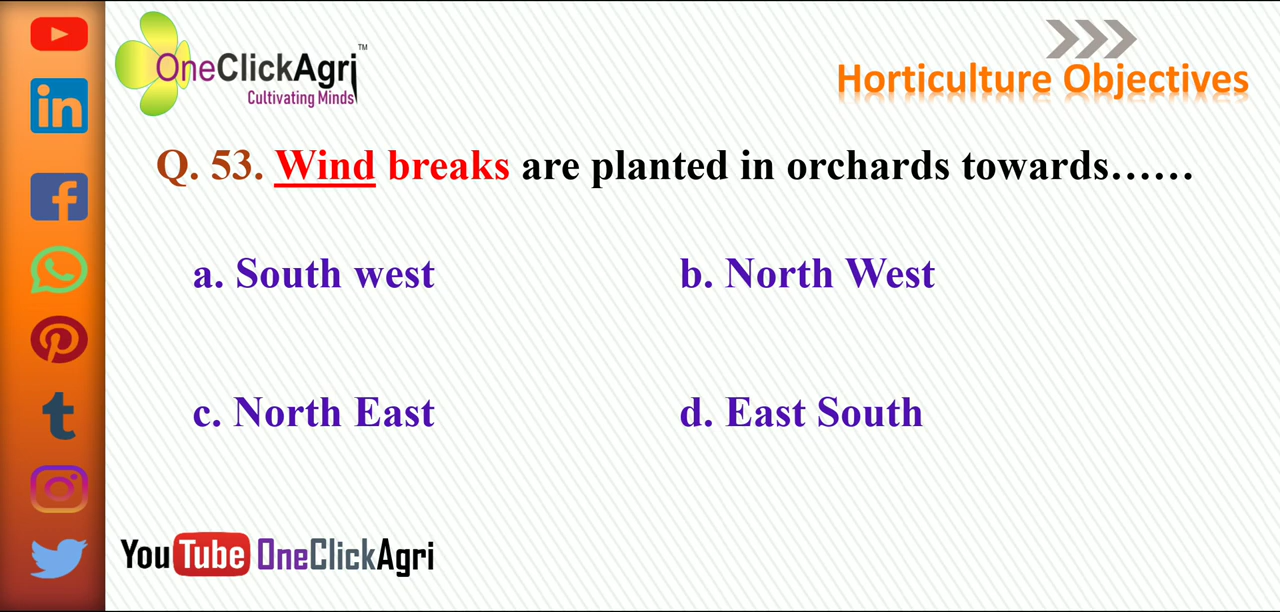 OneClickAgri™
Cultivating Minds
Horticulture Objectives
Q. 53. Wind breaks are planted in orchards towards……
a. South west
b. North West
c. North East
d. East South
YouTube OneClickAgri